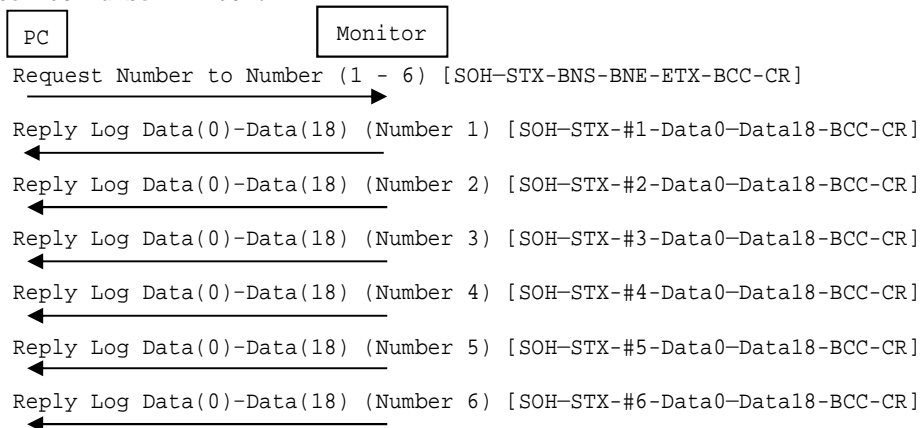 PC Monitor
Request Number to Number (1 - 6) [SOH—STX-BNS-BNE-ETX-BCC-CR]
Reply Log Data(0)–Data(18) (Number 1) [SOH—STX-#1-Data0—Data18-BCC-CR]
Reply Log Data(0)–Data(18) (Number 2) [SOH—STX-#2-Data0—Data18-BCC-CR]
Reply Log Data(0)–Data(18) (Number 3) [SOH—STX-#3-Data0—Data18-BCC-CR]
Reply Log Data(0)–Data(18) (Number 4) [SOH—STX-#4-Data0—Data18-BCC-CR]
Reply Log Data(0)–Data(18) (Number 5) [SOH—STX-#5-Data0—Data18-BCC-CR]
Reply Log Data(0)–Data(18) (Number 6) [SOH—STX-#6-Data0—Data18-BCC-CR]